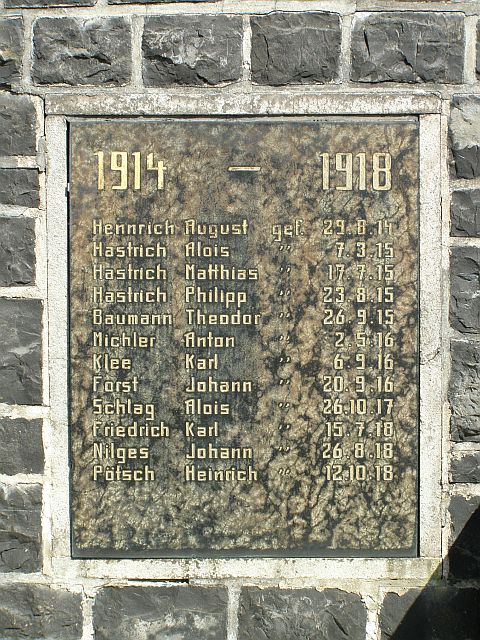 1914 — 1918
Hennrich August gef. 29.8.14
Hastrich Alois " 7.3.15
Hastrich Matthias " 17.7.15
Hastrich Philipp " 23.8.15
Baumann Theodor " 26.9.15
Michler Anton " 2.5.16
Klee Karl " 6.9.16
Först Johann " 20.9.16
Schlag Alois " 26.10.17
Friedrich Karl " 15.7.18
Nilges Johann " 26.8.18
Pötsch Heinrich " 12.10.18